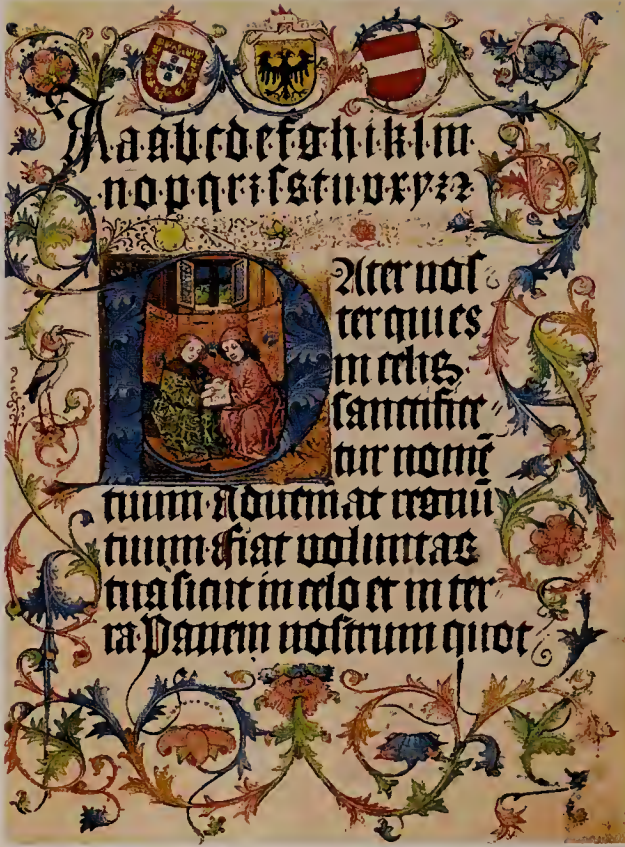 A·a·a·b·c·d·e·f·g·h·i·k·l·m
n·o·p·q·r·ꝛ·ſ·s·t·u·v·x·y·z·ꝛ
PAter noſ
ter qui es
in celis·
ſanctifice
tur nomē
tuum·Adueniat regnū
tuum·fiat voluntas
tua ſicut in celo et in ter
ra·Panem noſtrum quot